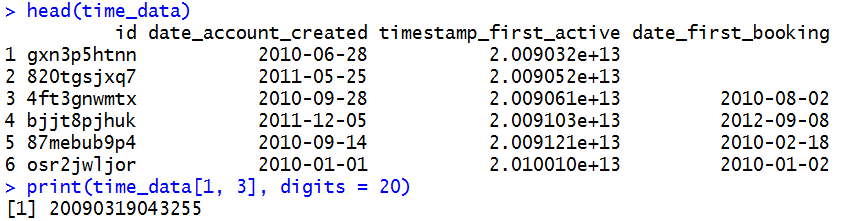 > head(time_data)
id date_account_created timestamp_first_active date_first_booking
1 gxn3p5htnn 2010-06-28 2.009032e+13
2 820tgsjxq7 2011-05-25 2.009052e+13
3 4ft3gnwmtx 2010-09-28 2.009061e+13 2010-08-02
4 bjjt8pjhuk 2011-12-05 2.009103e+13 2012-09-08
5 87mebub9p4 2010-09-14 2.009121e+13 2010-02-18
6 osr2jwljor 2010-01-01 2.010010e+13 2010-01-02
> print(time_data[1, 3], digits = 20)
[1] 20090319043255